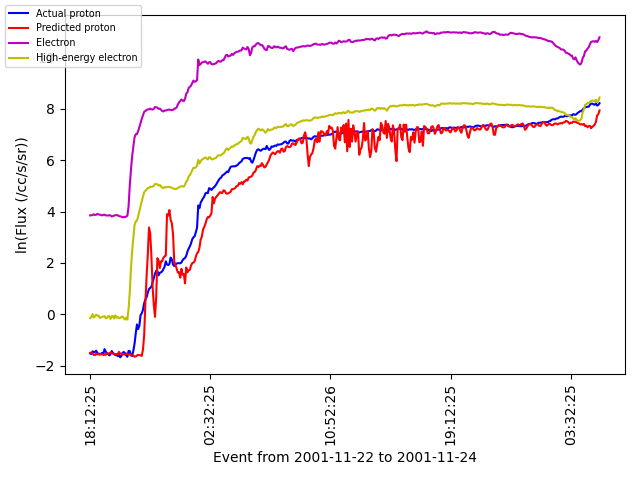 Actual proton
Predicted proton
Electron
High-energy electron
ln(Flux (/cc/s/sr))
8
6
4
2
0
−2
18:12:25
02:32:25
10:52:26
19:12:25
03:32:25
Event from 2001-11-22 to 2001-11-24